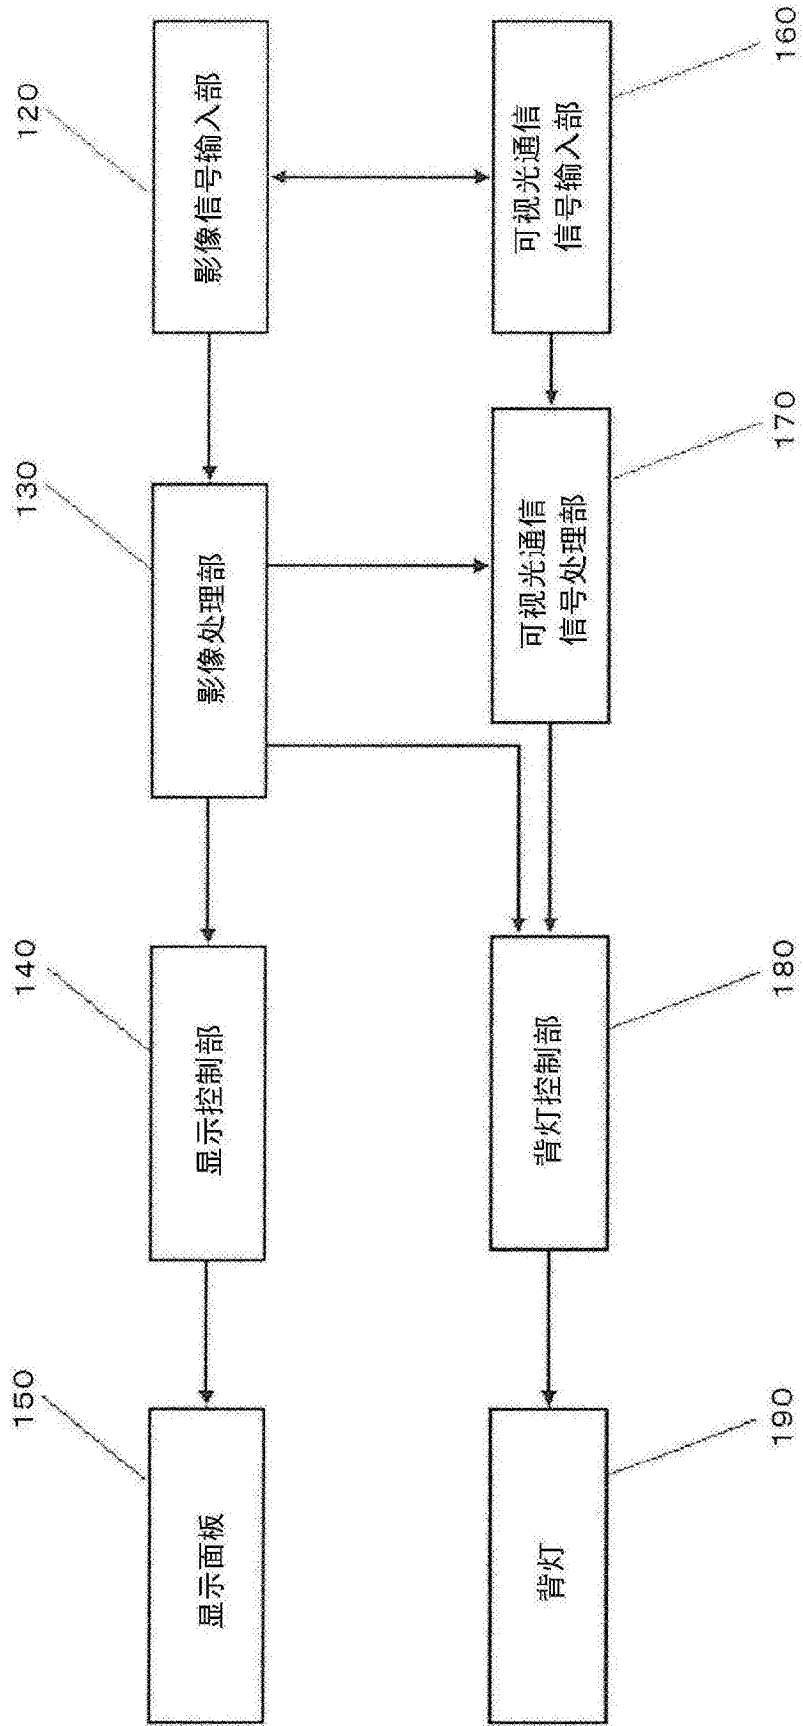 120
影像信号输入部
130
影像处理部
140
显示控制部
150
显示面板
160
可视光通信
信号输入部
170
可视光通信
信号处理部
180
背灯控制部
190
背灯